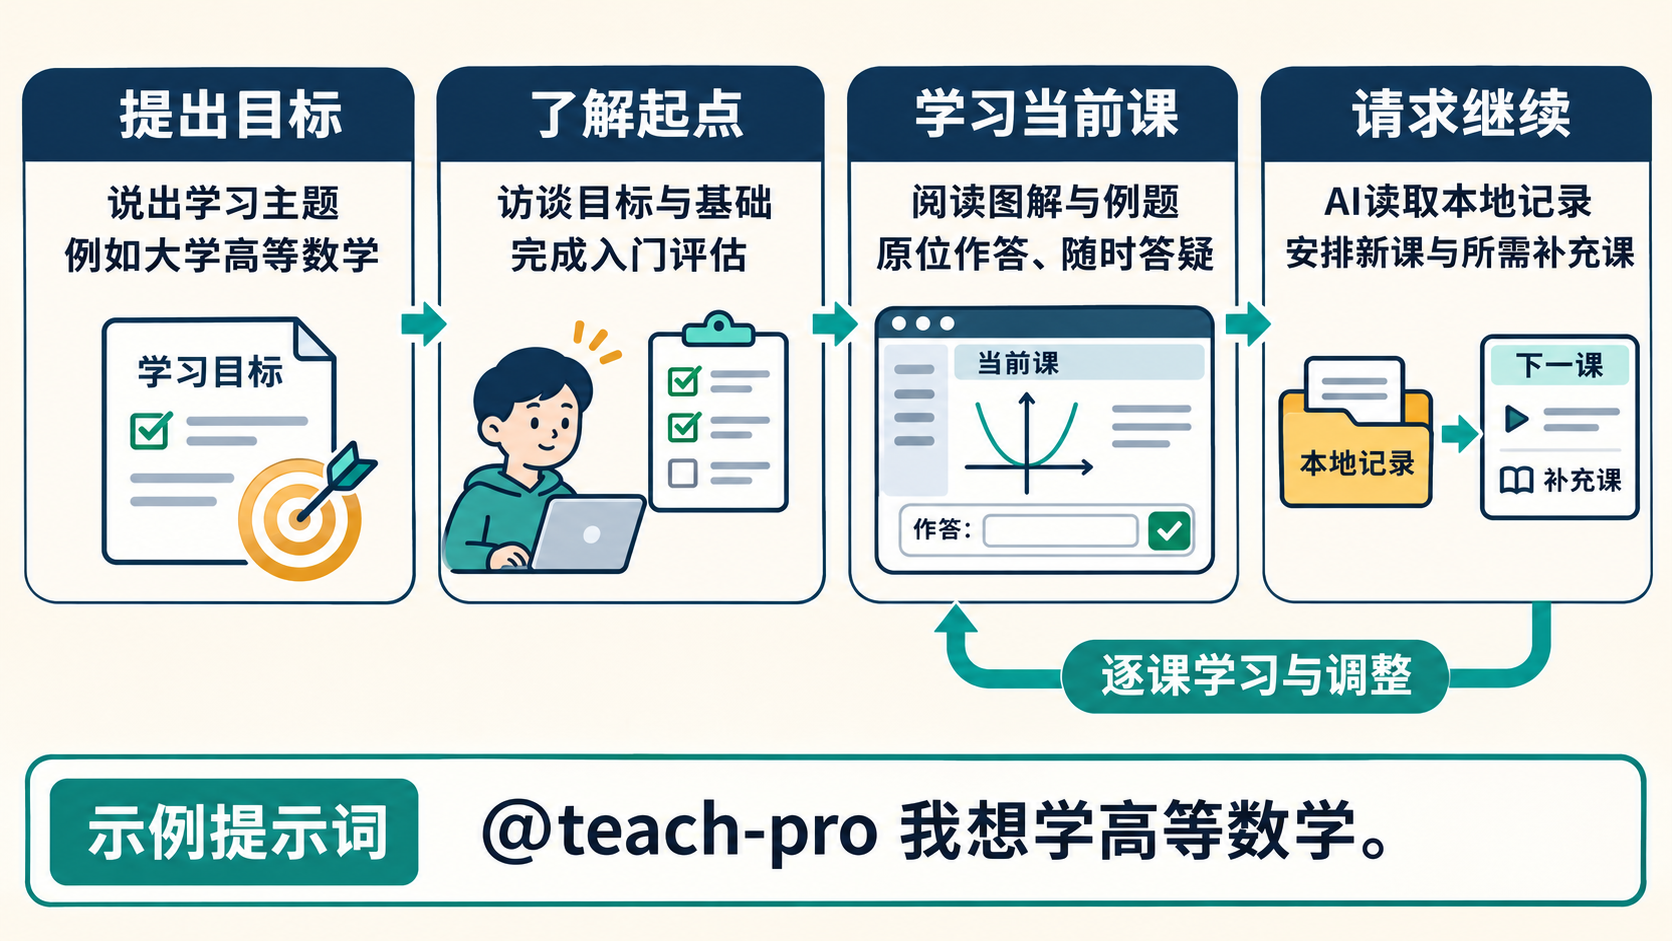 提出目标
说出学习主题
例如大学高等数学
学习目标
了解起点
访谈目标与基础
完成入门评估
学习当前课
阅读图解与例题
原位作答、随时答疑
当前课
作答：
请求继续
AI读取本地记录
安排新课与所需补充课
本地记录
下一课
补充课
逐课学习与调整
示例提示词
@teach-pro 我想学高等数学。